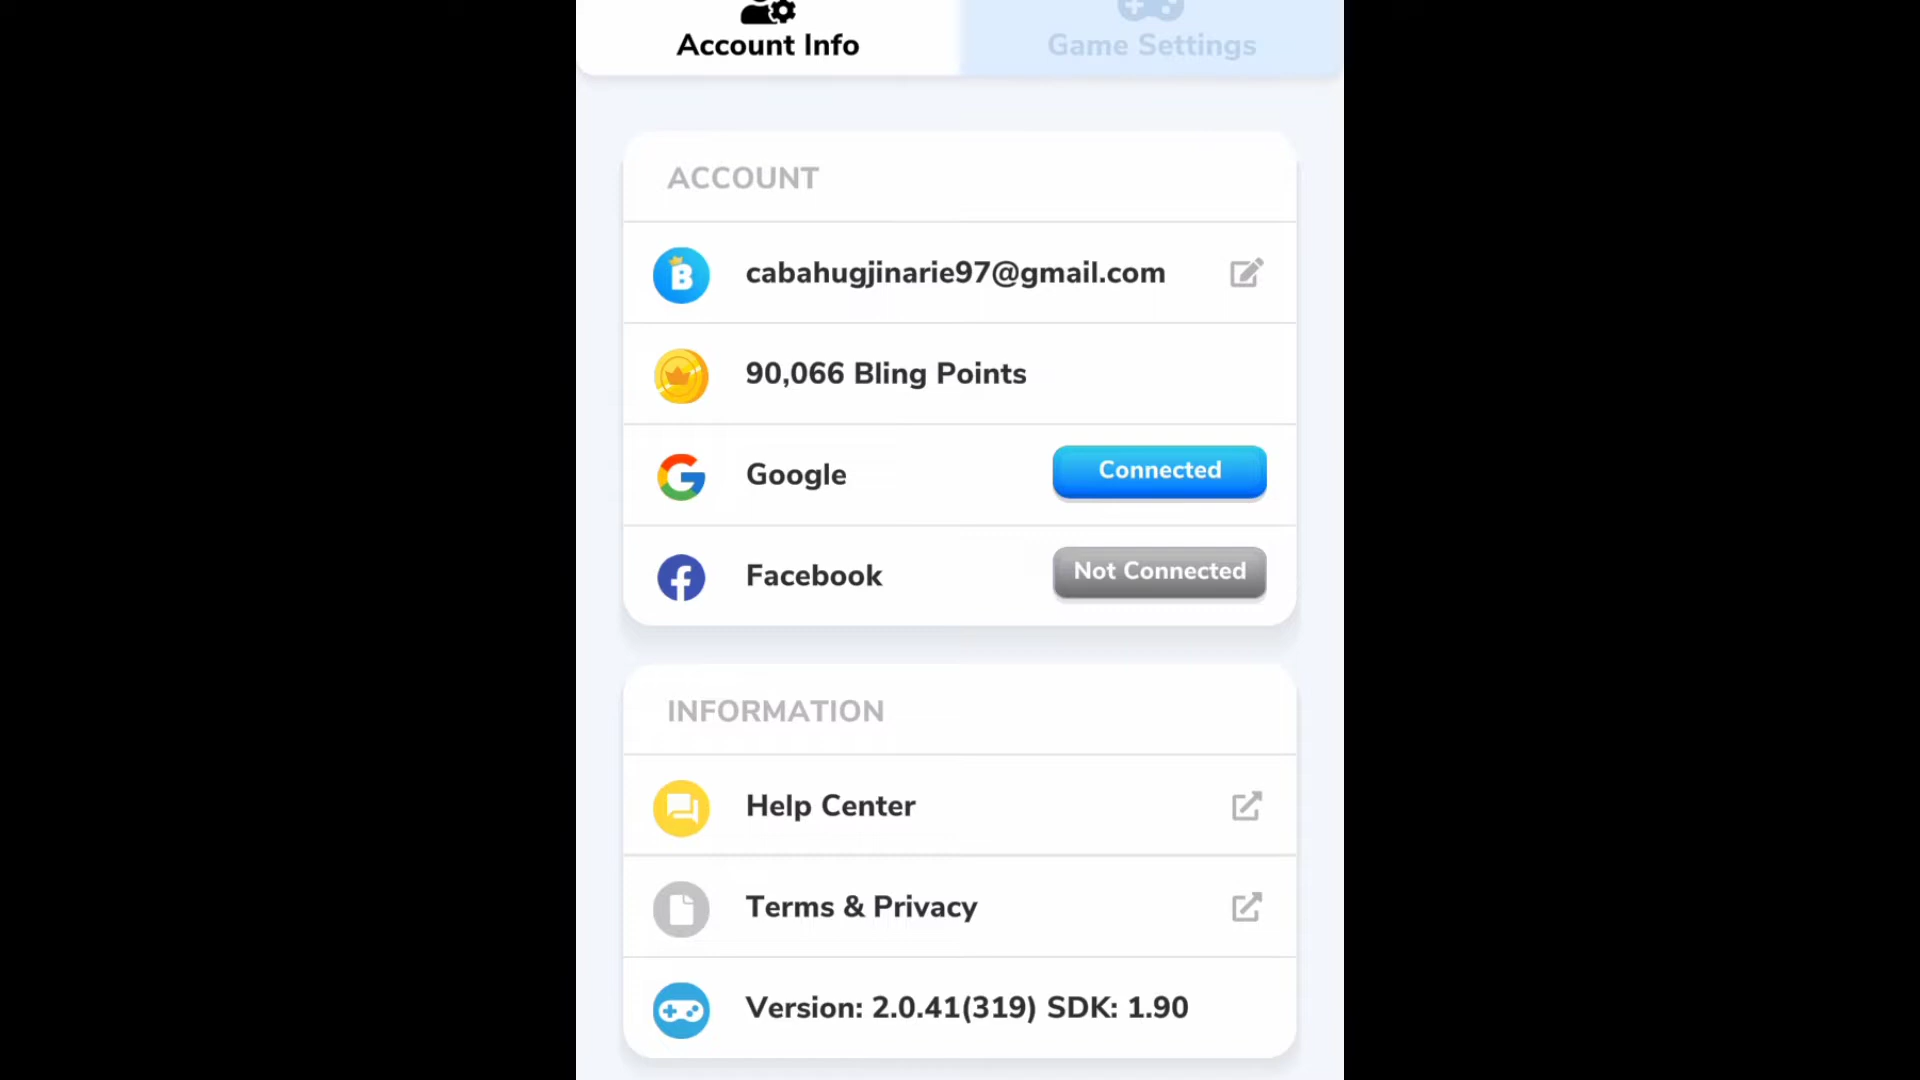 Account Info
Game Settings
ACCOUNT
cabahugjinarie97@gmail.com
90,066 Bling Points
Google
Connected
Facebook
Not Connected
INFORMATION
Help Center
Terms & Privacy
Version: 2.0.41(319) SDK: 1.90